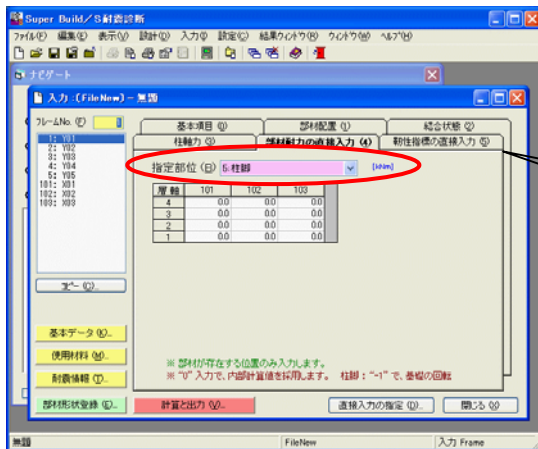 Super Build/S耐震診断
ファイル(F) 編集(E) 表示(V) 設計(D) 入力Φ 設定(C) 結果ウィンドウ(R) ウィンドウ(W) ヘルプ(H)
ナビゲート
入力:(FileNew) - 無題
フレームNo. (F) 1
1: Y01
2: Y02
3: Y03
4: Y04
5: Y05
101: X01
102: X02
103: X03
コピー (C)...
基本データ (K)...
使用材料 (M)...
耐震情報 (T)...
部材形状登録 (E)...
基本項目 (0) 部材配置 (1) 結合状態 (2)
柱軸力 (3) 部材耐力の直接入力 (4) 靭性指標の直接入力 (5)
指定部位 (B) 5:柱脚 [kNm]
層 軸 101 102 103
4 0.0 0.0 0.0
3 0.0 0.0 0.0
2 0.0 0.0 0.0
1 0.0 0.0 0.0
※ 部材が存在する位置のみ入力します。
※ "0" 入力で、内部計算値を採用します。 柱脚:"-1" で、基礎の回転
計算と出力 (V)... 直接入力の指定 (D)... 閉じる (X)
無題 FileNew 入力 Frame